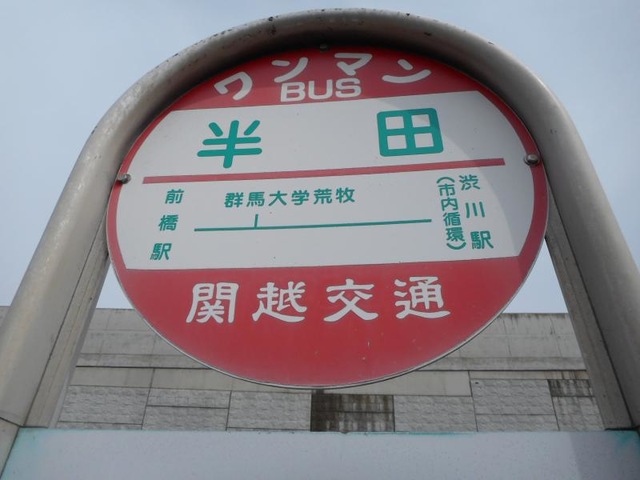 ワンマン
BUS
半田
前橋駅
群馬大学荒牧
渋川駅
(市内循環)
関越交通